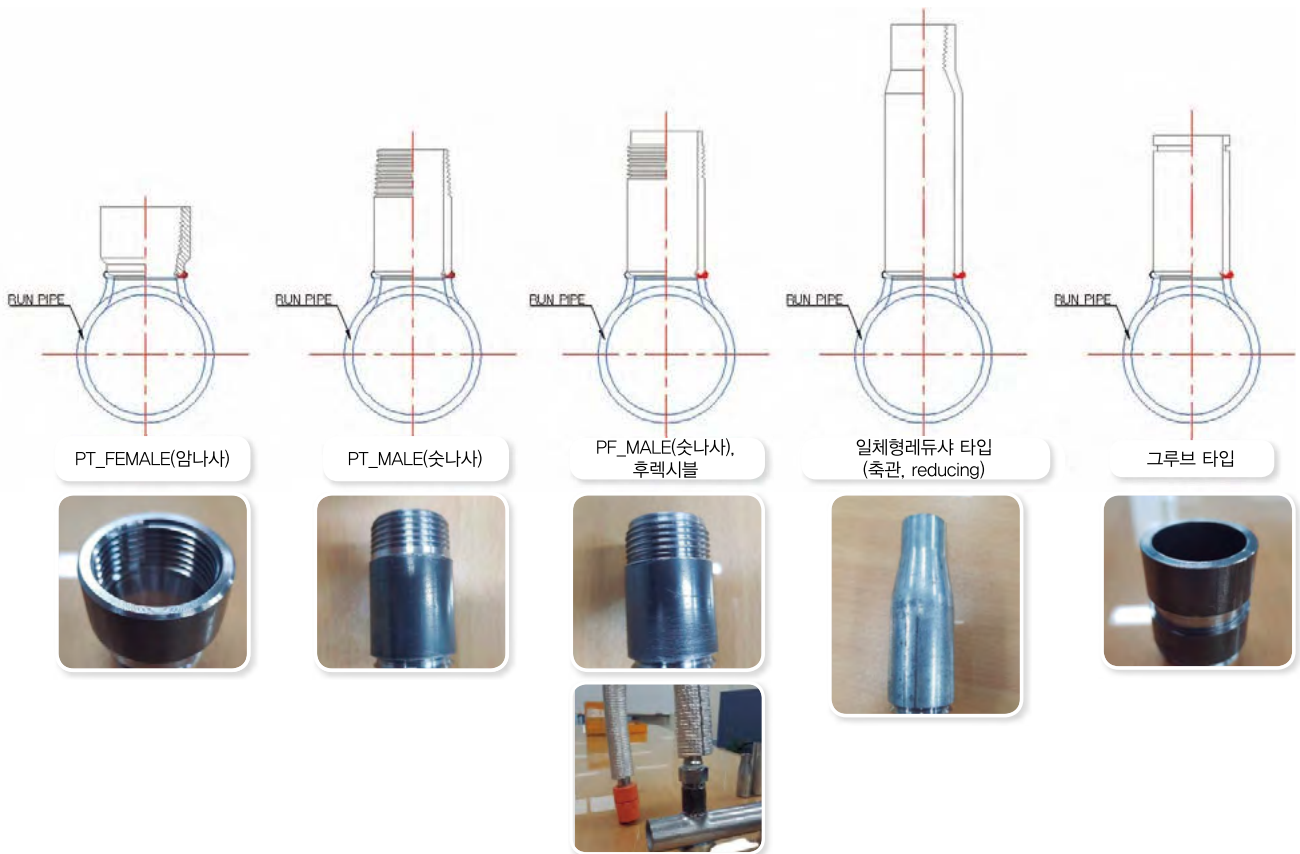 RUN PIPE
RUN PIPE
RUN PIPE
RUN PIPE
RUN PIPE
PT_FEMALE(암나사)
PT_MALE(숫나사)
PF_MALE(숫나사),
후렉시블
일체형레듀샤 타입
(축관, reducing)
그루브 타입